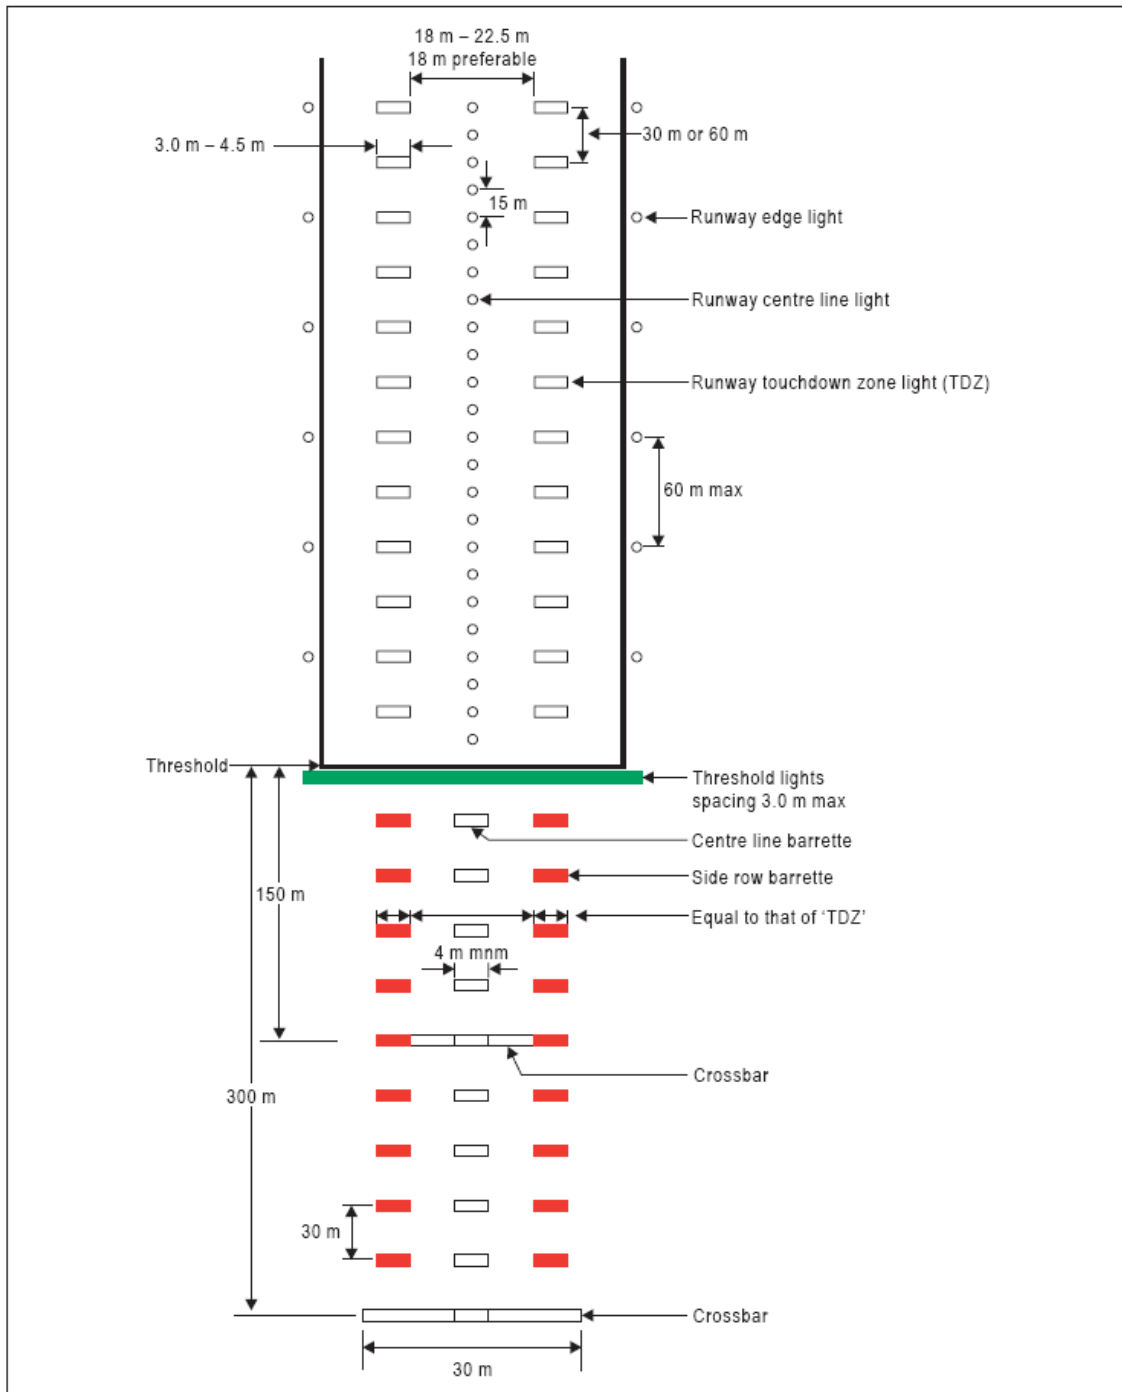 18 m – 22.5 m
18 m preferable
3.0 m – 4.5 m
30 m or 60 m
15 m
Runway edge light
Runway centre line light
Runway touchdown zone light (TDZ)
60 m max
Threshold
Threshold lights
spacing 3.0 m max
Centre line barrette
Side row barrette
150 m
Equal to that of ‘TDZ’
4 m mnm
Crossbar
300 m
30 m
Crossbar
30 m